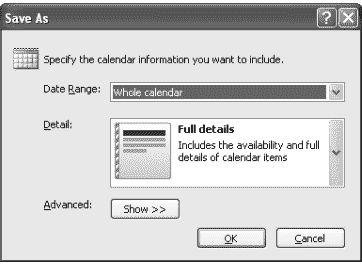 Save As
Specify the calendar information you want to include.
Date Range: Whole calendar
Detail: Full details
Includes the availability and full
details of calendar items
Advanced: Show >>
OK Cancel